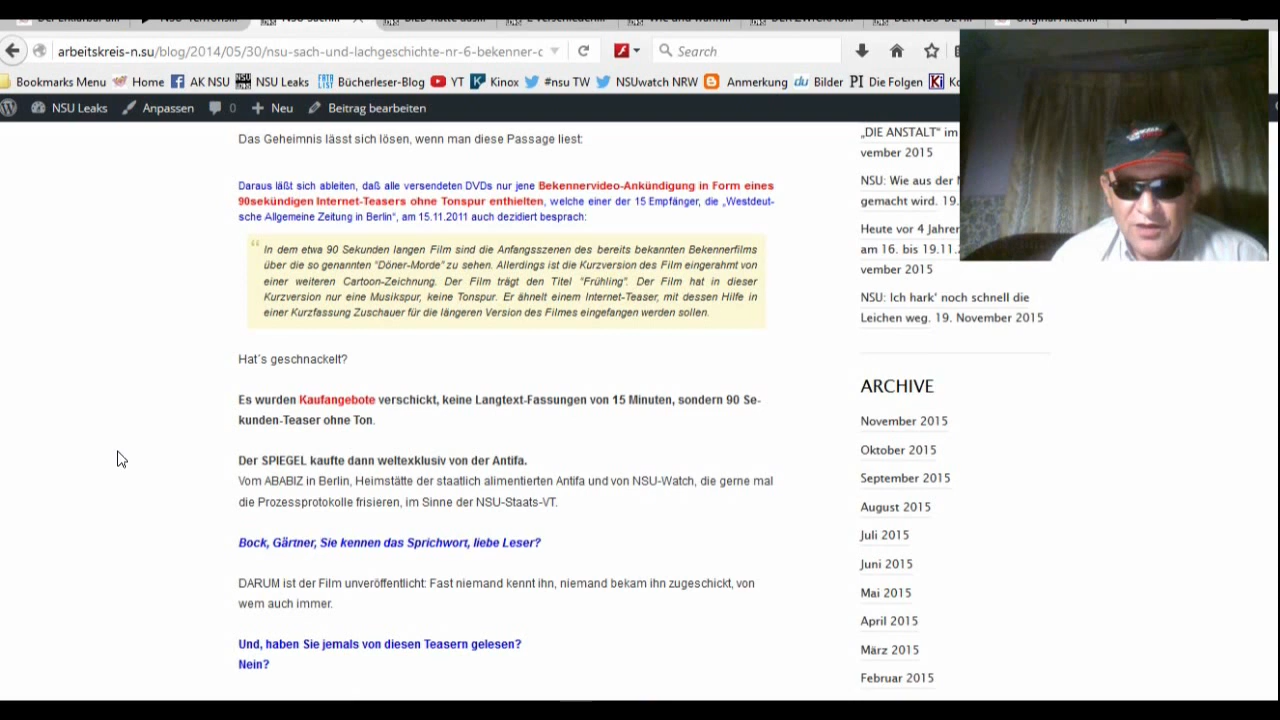 arbeitskreis-n.su/blog/2014/05/30/nsu-sach-und-lachgeschichte-nr-6-bekenner-c
Search
Bookmarks Menu Home AK NSU NSU Leaks Bücherleser-Blog YT Kinox #nsu TW NSUwatch NRW Anmerkung du Bilder PI Die Folgen Ki
NSU Leaks Anpassen 0 Neu Beitrag bearbeiten
Das Geheimnis lässt sich lösen, wenn man diese Passage liest:
Daraus läßt sich ableiten, daß alle versendeten DVDs nur jene Bekennervideo-Ankündigung in Form eines
90sekündigen Internet-Teasers ohne Tonspur enthielten, welche einer der 15 Empfänger, die „Westdeut-
sche Allgemeine Zeitung in Berlin“, am 15.11.2011 auch dezidiert besprach:
“ In dem etwa 90 Sekunden langen Film sind die Anfangsszenen des bereits bekannten Bekennerfilms
über die so genannten "Döner-Morde" zu sehen. Allerdings ist die Kurzversion des Film eingerahmt von
einer weiteren Cartoon-Zeichnung. Der Film trägt den Titel "Frühling". Der Film hat in dieser
Kurzversion nur eine Musikspur, keine Tonspur. Er ähnelt einem Internet-Teaser, mit dessen Hilfe in
einer Kurzfassung Zuschauer für die längeren Version des Filmes eingefangen werden sollen.
Hat's geschnackelt?
Es wurden Kaufangebote verschickt, keine Langtext-Fassungen von 15 Minuten, sondern 90 Se-
kunden-Teaser ohne Ton.
Der SPIEGEL kaufte dann weltexklusiv von der Antifa.
Vom ABABIZ in Berlin, Heimstätte der staatlich alimentierten Antifa und von NSU-Watch, die gerne mal
die Prozessprotokolle frisieren, im Sinne der NSU-Staats-VT.
Bock, Gärtner, Sie kennen das Sprichwort, liebe Leser?
DARUM ist der Film unveröffentlicht: Fast niemand kennt ihn, niemand bekam ihn zugeschickt, von
wem auch immer.
Und, haben Sie jemals von diesen Teasern gelesen?
Nein?
„DIE ANSTALT“ im
vember 2015
NSU: Wie aus der
gemacht wird. 19.
Heute vor 4 Jahren
am 16. bis 19.11.
vember 2015
NSU: Ich hark' noch schnell die
Leichen weg. 19. November 2015
ARCHIVE
November 2015
Oktober 2015
September 2015
August 2015
Juli 2015
Juni 2015
Mai 2015
April 2015
März 2015
Februar 2015